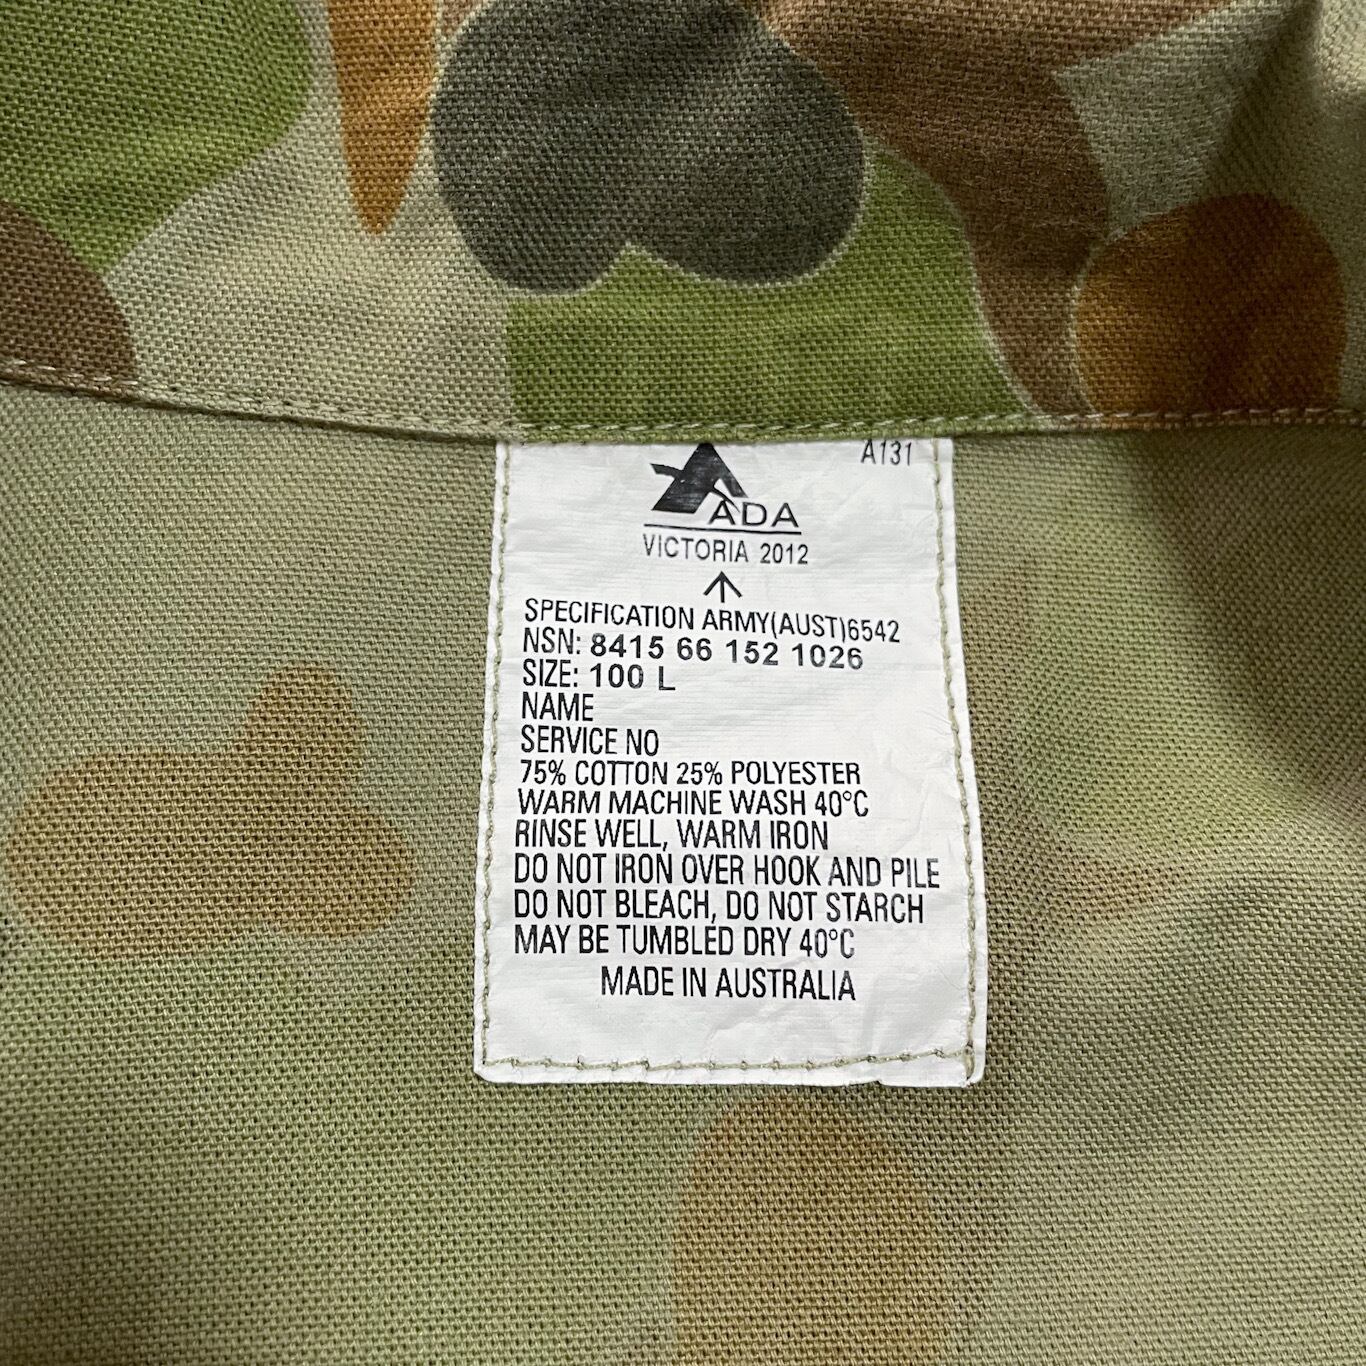 A131
ADA
VICTORIA 2012
SPECIFICATION ARMY(AUST)6542
NSN: 8415 66 152 1026
SIZE: 100 L
NAME
SERVICE NO
75% COTTON 25% POLYESTER
WARM MACHINE WASH 40°C
RINSE WELL, WARM IRON
DO NOT IRON OVER HOOK AND PILE
DO NOT BLEACH, DO NOT STARCH
MAY BE TUMBLED DRY 40°C
MADE IN AUSTRALIA